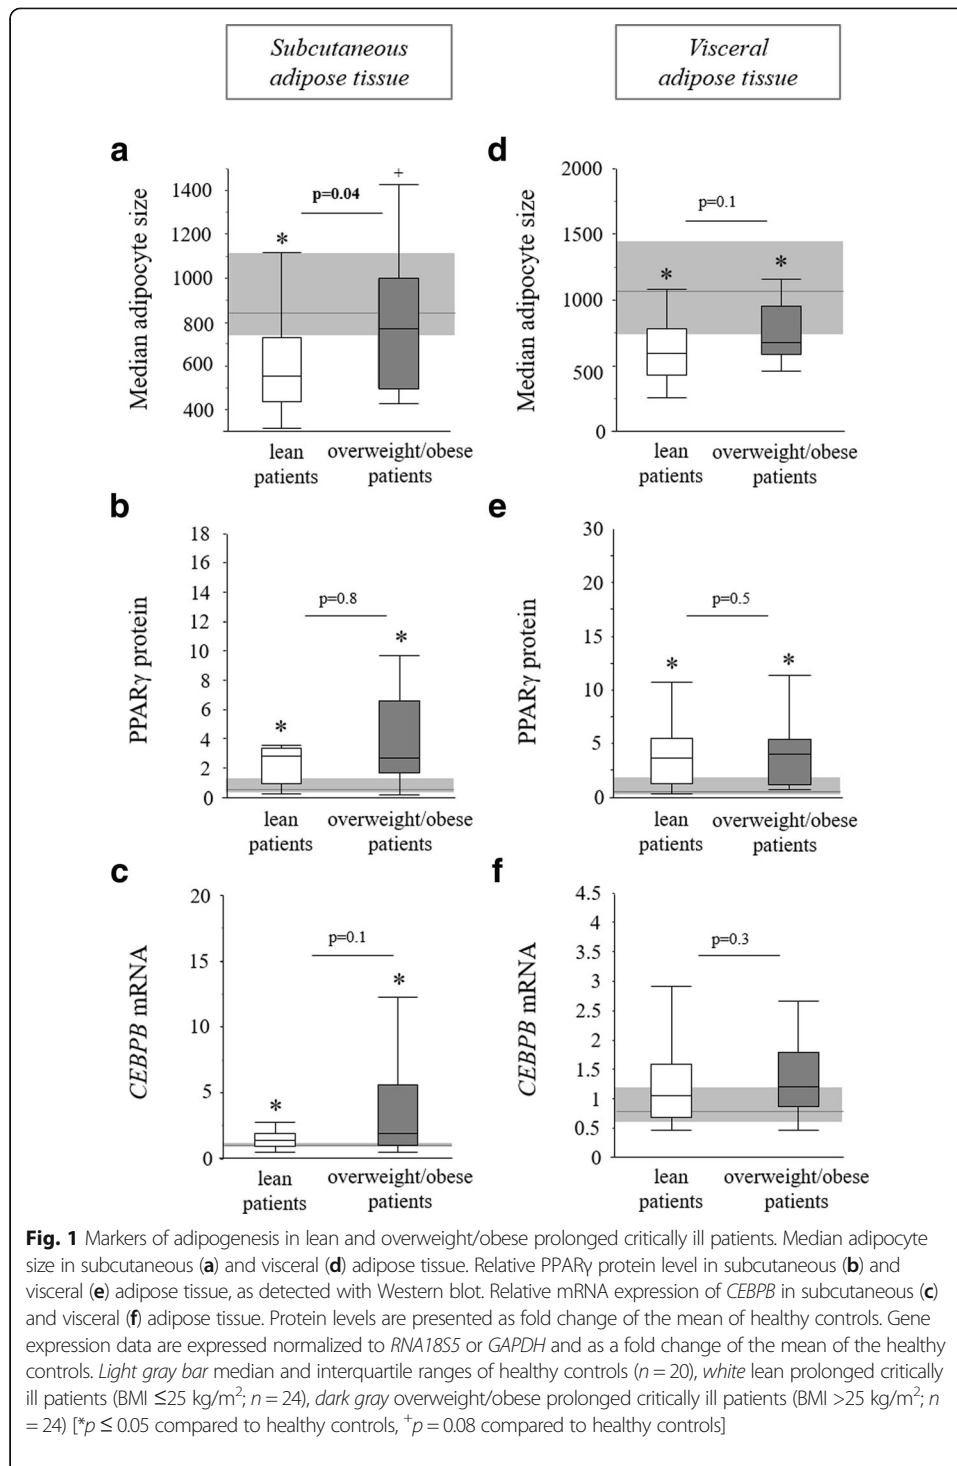 Subcutaneous
adipose tissue
Visceral
adipose tissue
a
Median adipocyte size
1400
1200
1000
800
600
400
p=0.04
*
+
lean
patients
overweight/obese
patients
d
Median adipocyte size
2000
1500
1000
500
0
p=0.1
*
*
lean
patients
overweight/obese
patients
b
PPARγ protein
18
16
14
12
10
8
6
4
2
0
p=0.8
*
*
lean
patients
overweight/obese
patients
e
PPARγ protein
30
25
20
15
10
5
0
p=0.5
*
*
lean
patients
overweight/obese
patients
c
CEBPB mRNA
20
15
10
5
0
p=0.1
*
*
lean
patients
overweight/obese
patients
f
CEBPB mRNA
4.5
4
3.5
3
2.5
2
1.5
1
0.5
0
p=0.3
lean
patients
overweight/obese
patients
Fig. 1 Markers of adipogenesis in lean and overweight/obese prolonged critically ill patients. Median adipocyte
size in subcutaneous (a) and visceral (d) adipose tissue. Relative PPARγ protein level in subcutaneous (b) and
visceral (e) adipose tissue, as detected with Western blot. Relative mRNA expression of CEBPB in subcutaneous (c)
and visceral (f) adipose tissue. Protein levels are presented as fold change of the mean of healthy controls. Gene
expression data are expressed normalized to RNA18S5 or GAPDH and as a fold change of the mean of the healthy
controls. Light gray bar median and interquartile ranges of healthy controls (n = 20), white lean prolonged critically
ill patients (BMI ≤25 kg/m²; n = 24), dark gray overweight/obese prolonged critically ill patients (BMI >25 kg/m²; n
= 24) [*p ≤ 0.05 compared to healthy controls, ⁺p = 0.08 compared to healthy controls]